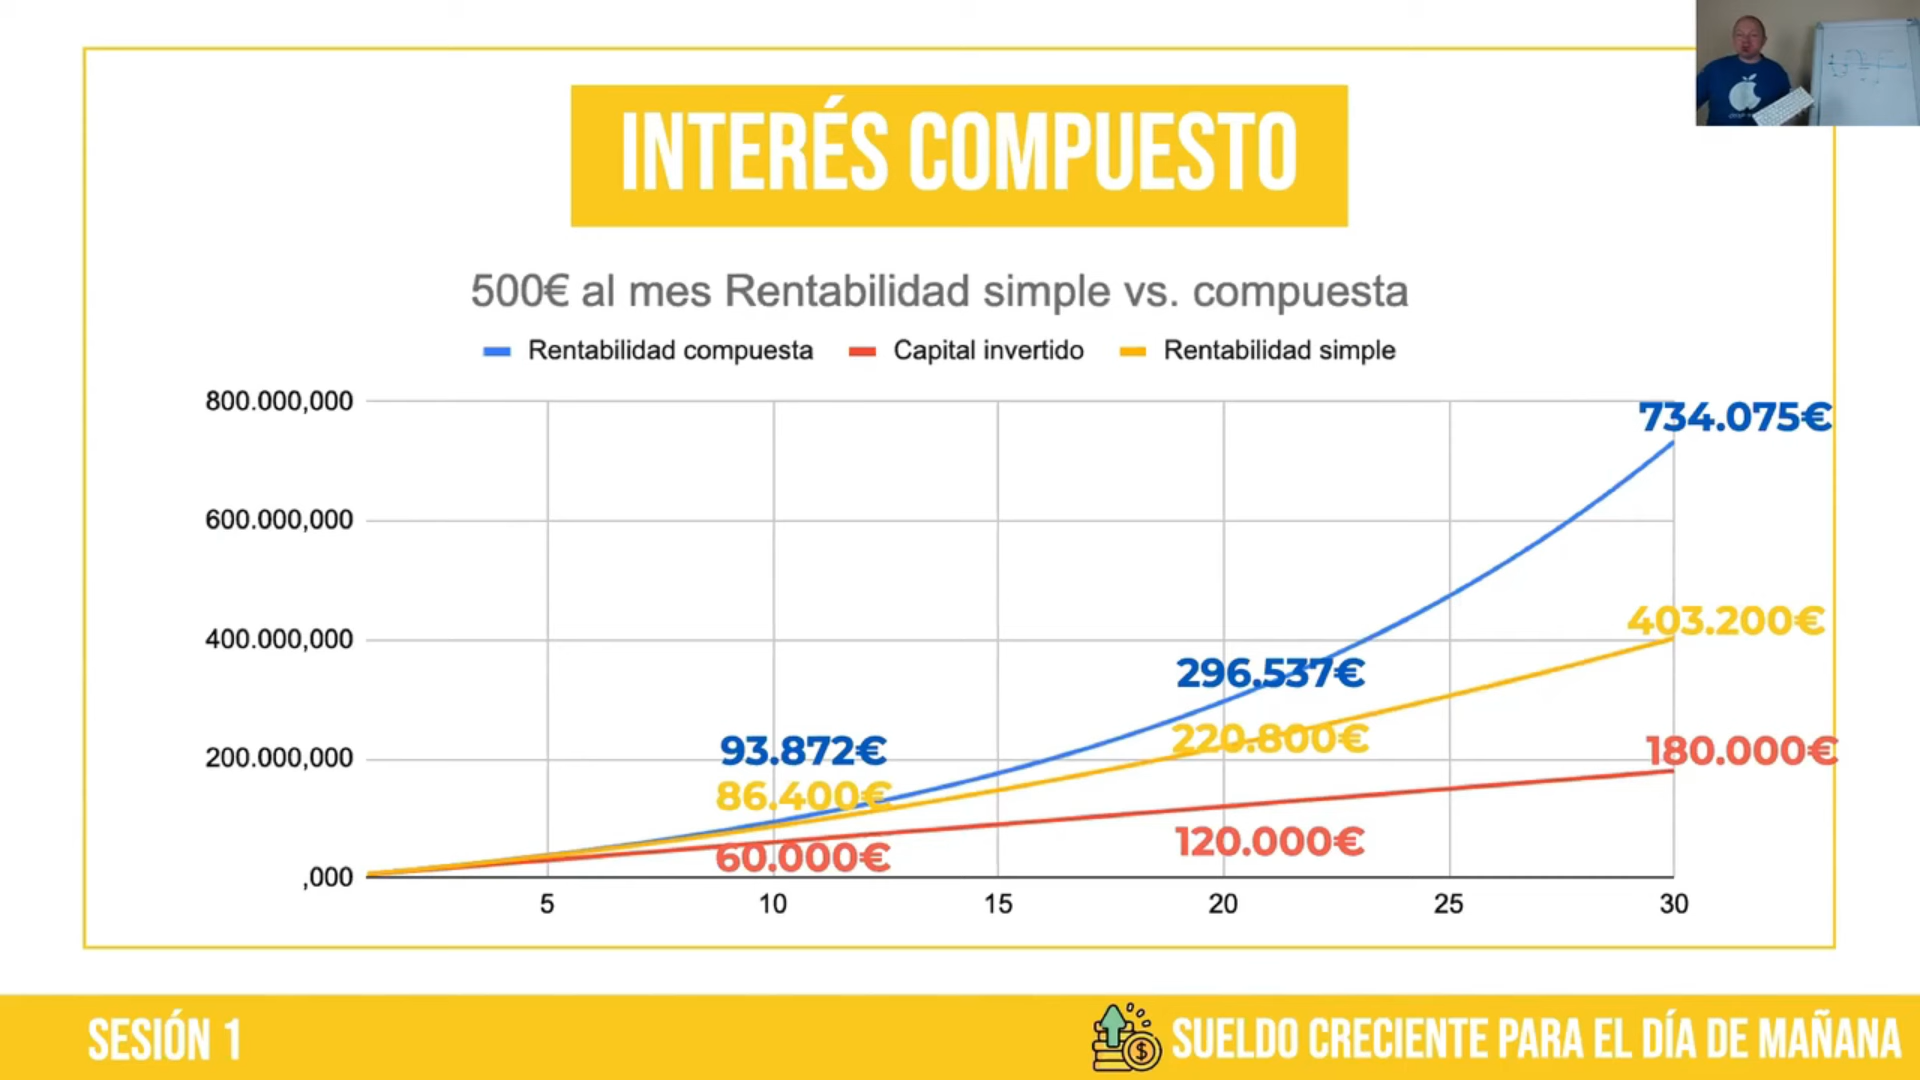 INTERÉS COMPUESTO
500€ al mes Rentabilidad simple vs. compuesta
Rentabilidad compuesta Capital invertido Rentabilidad simple
800.000,000
734.075€
600.000,000
403.200€
400.000,000
296.537€
220.800€
93.872€
180.000€
200.000,000
86.400€
120.000€
60.000€
,000
5 10 15 20 25 30
SESIÓN 1
SUELDO CRECIENTE PARA EL DÍA DE MAÑANA